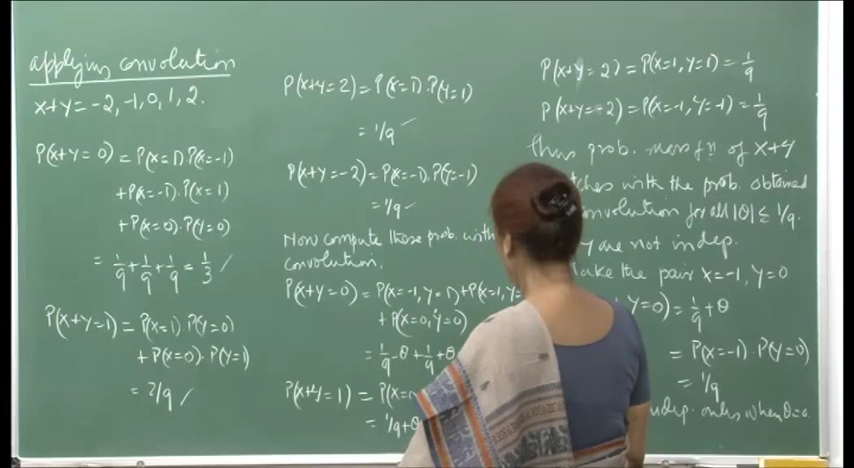 applying convolution
x+y = -2, -1, 0, 1, 2.
P(x+y = 0) = P(x=1).P(x=-1)
+ P(x=-1).P(x=1)
+ P(x=0).P(y=0)
= 1/9 + 1/9 + 1/9 = 1/3
P(x+y=1) = P(x=1) P(y=0)
+ P(x=0).P(y=1)
= 2/9
P(x+y=2) = P(x=1).P(y=1)
= 1/9
P(x+y=-2) = P(x=-1).P(y=-1)
= 1/9
Now compute these prob. with
convolution.
P(x+y=0) = P(x=-1, y=1) + P(x=1, y=
+ P(x=0, y=0)
= 1/9 - θ + 1/9 + θ
P(x+y=1) = P(x=
= 1/9 + θ
P(x+y=2) = P(x=1, y=1) = 1/9
P(x+y=-2) = P(x=-1, y=-1) = 1/9
Thus prob. mass fn of x+y
tches with the prob. obtained
convolution for all |θ| ≤ 1/9.
y are not indep.
Take the pair x=-1, y=0
y=0) = 1/9 + θ
= P(x=-1) . P(y=0)
= 1/9
indep. only when θ=0.